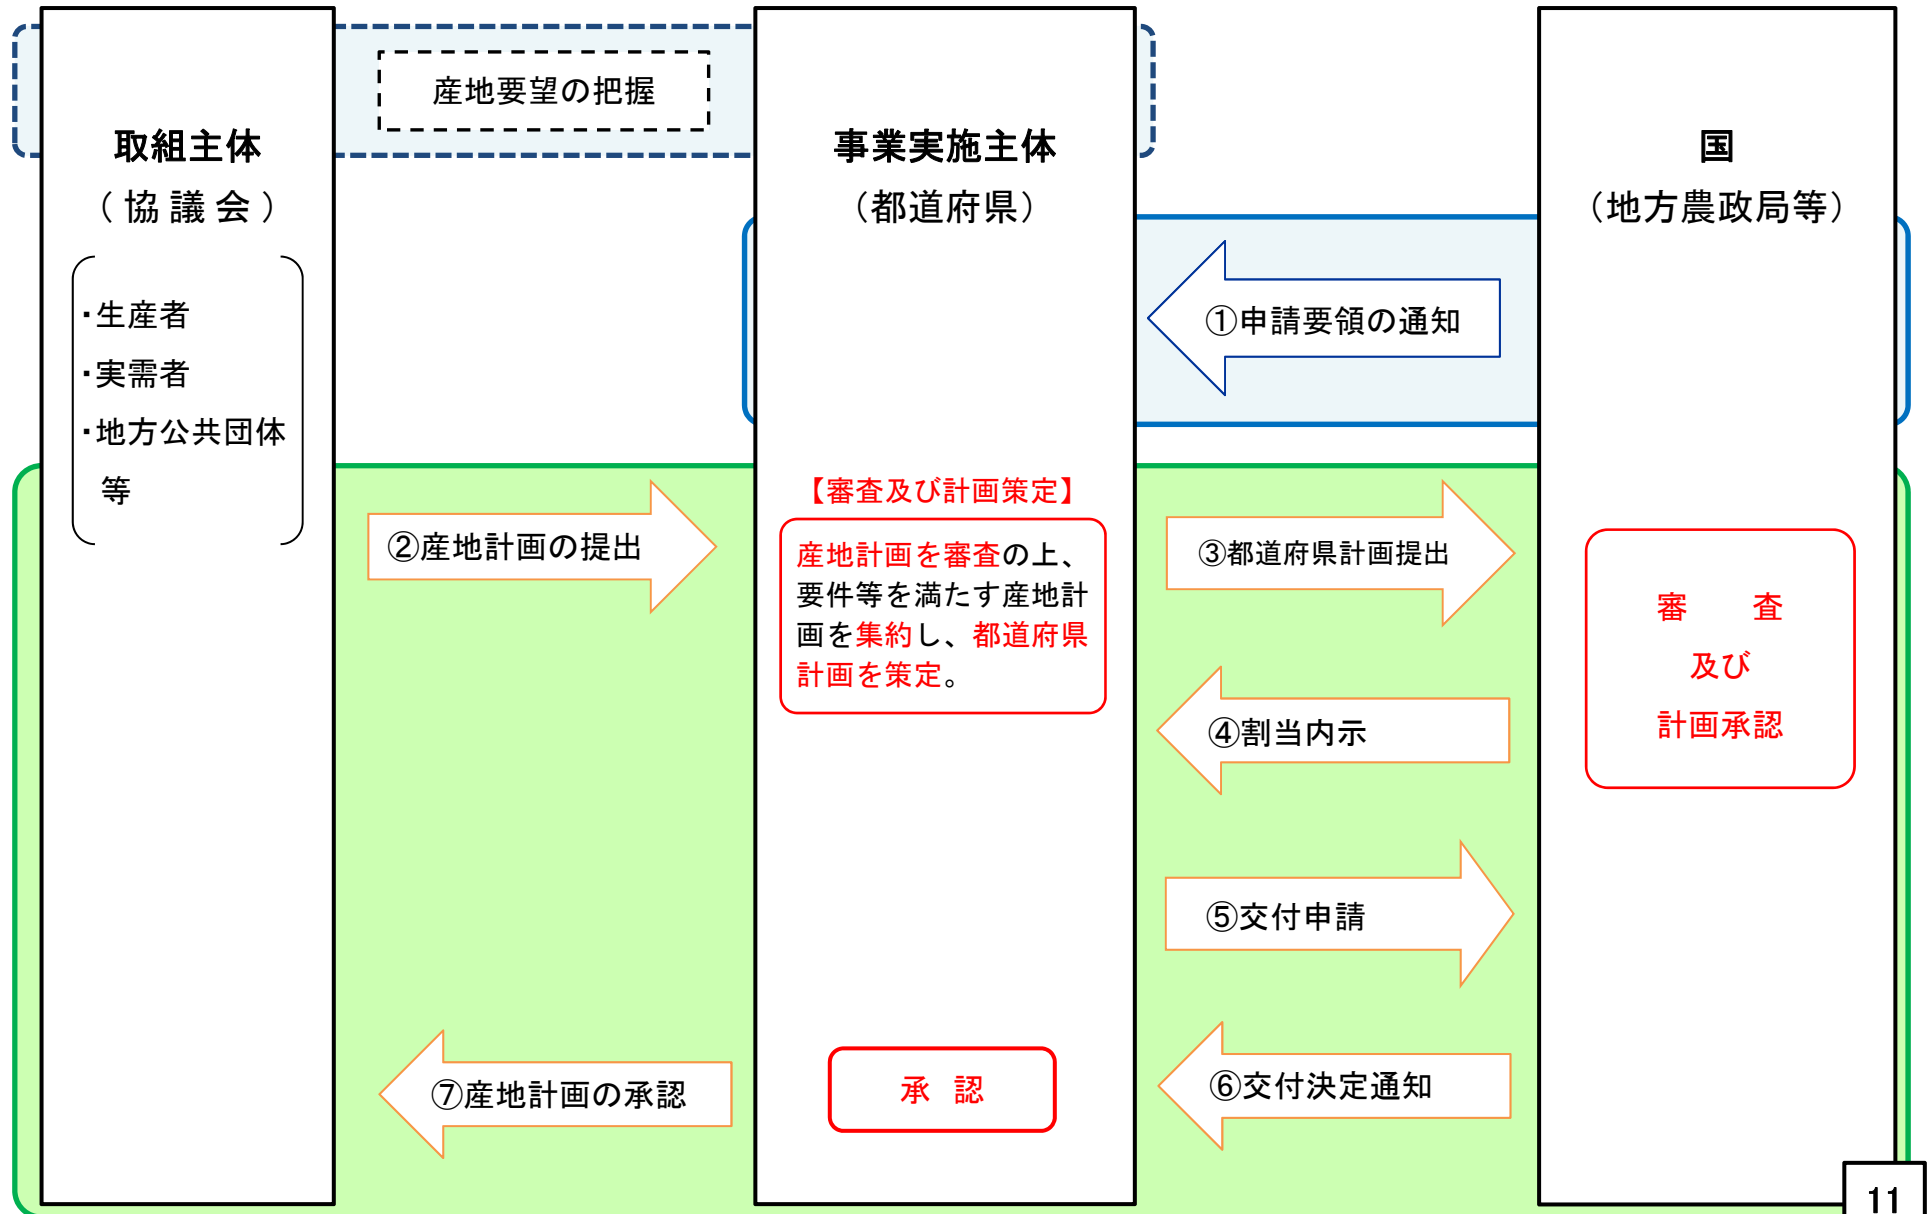 産地要望の把握
取組主体
（協議会）
・生産者
・実需者
・地方公共団体
等
事業実施主体
（都道府県）
国
（地方農政局等）
①申請要領の通知
②産地計画の提出
【審査及び計画策定】
産地計画を審査の上、
要件等を満たす産地計
画を集約し、都道府県
計画を策定。
③都道府県計画提出
審　査
及び
計画承認
④割当内示
⑤交付申請
⑥交付決定通知
承 認
⑦産地計画の承認
11